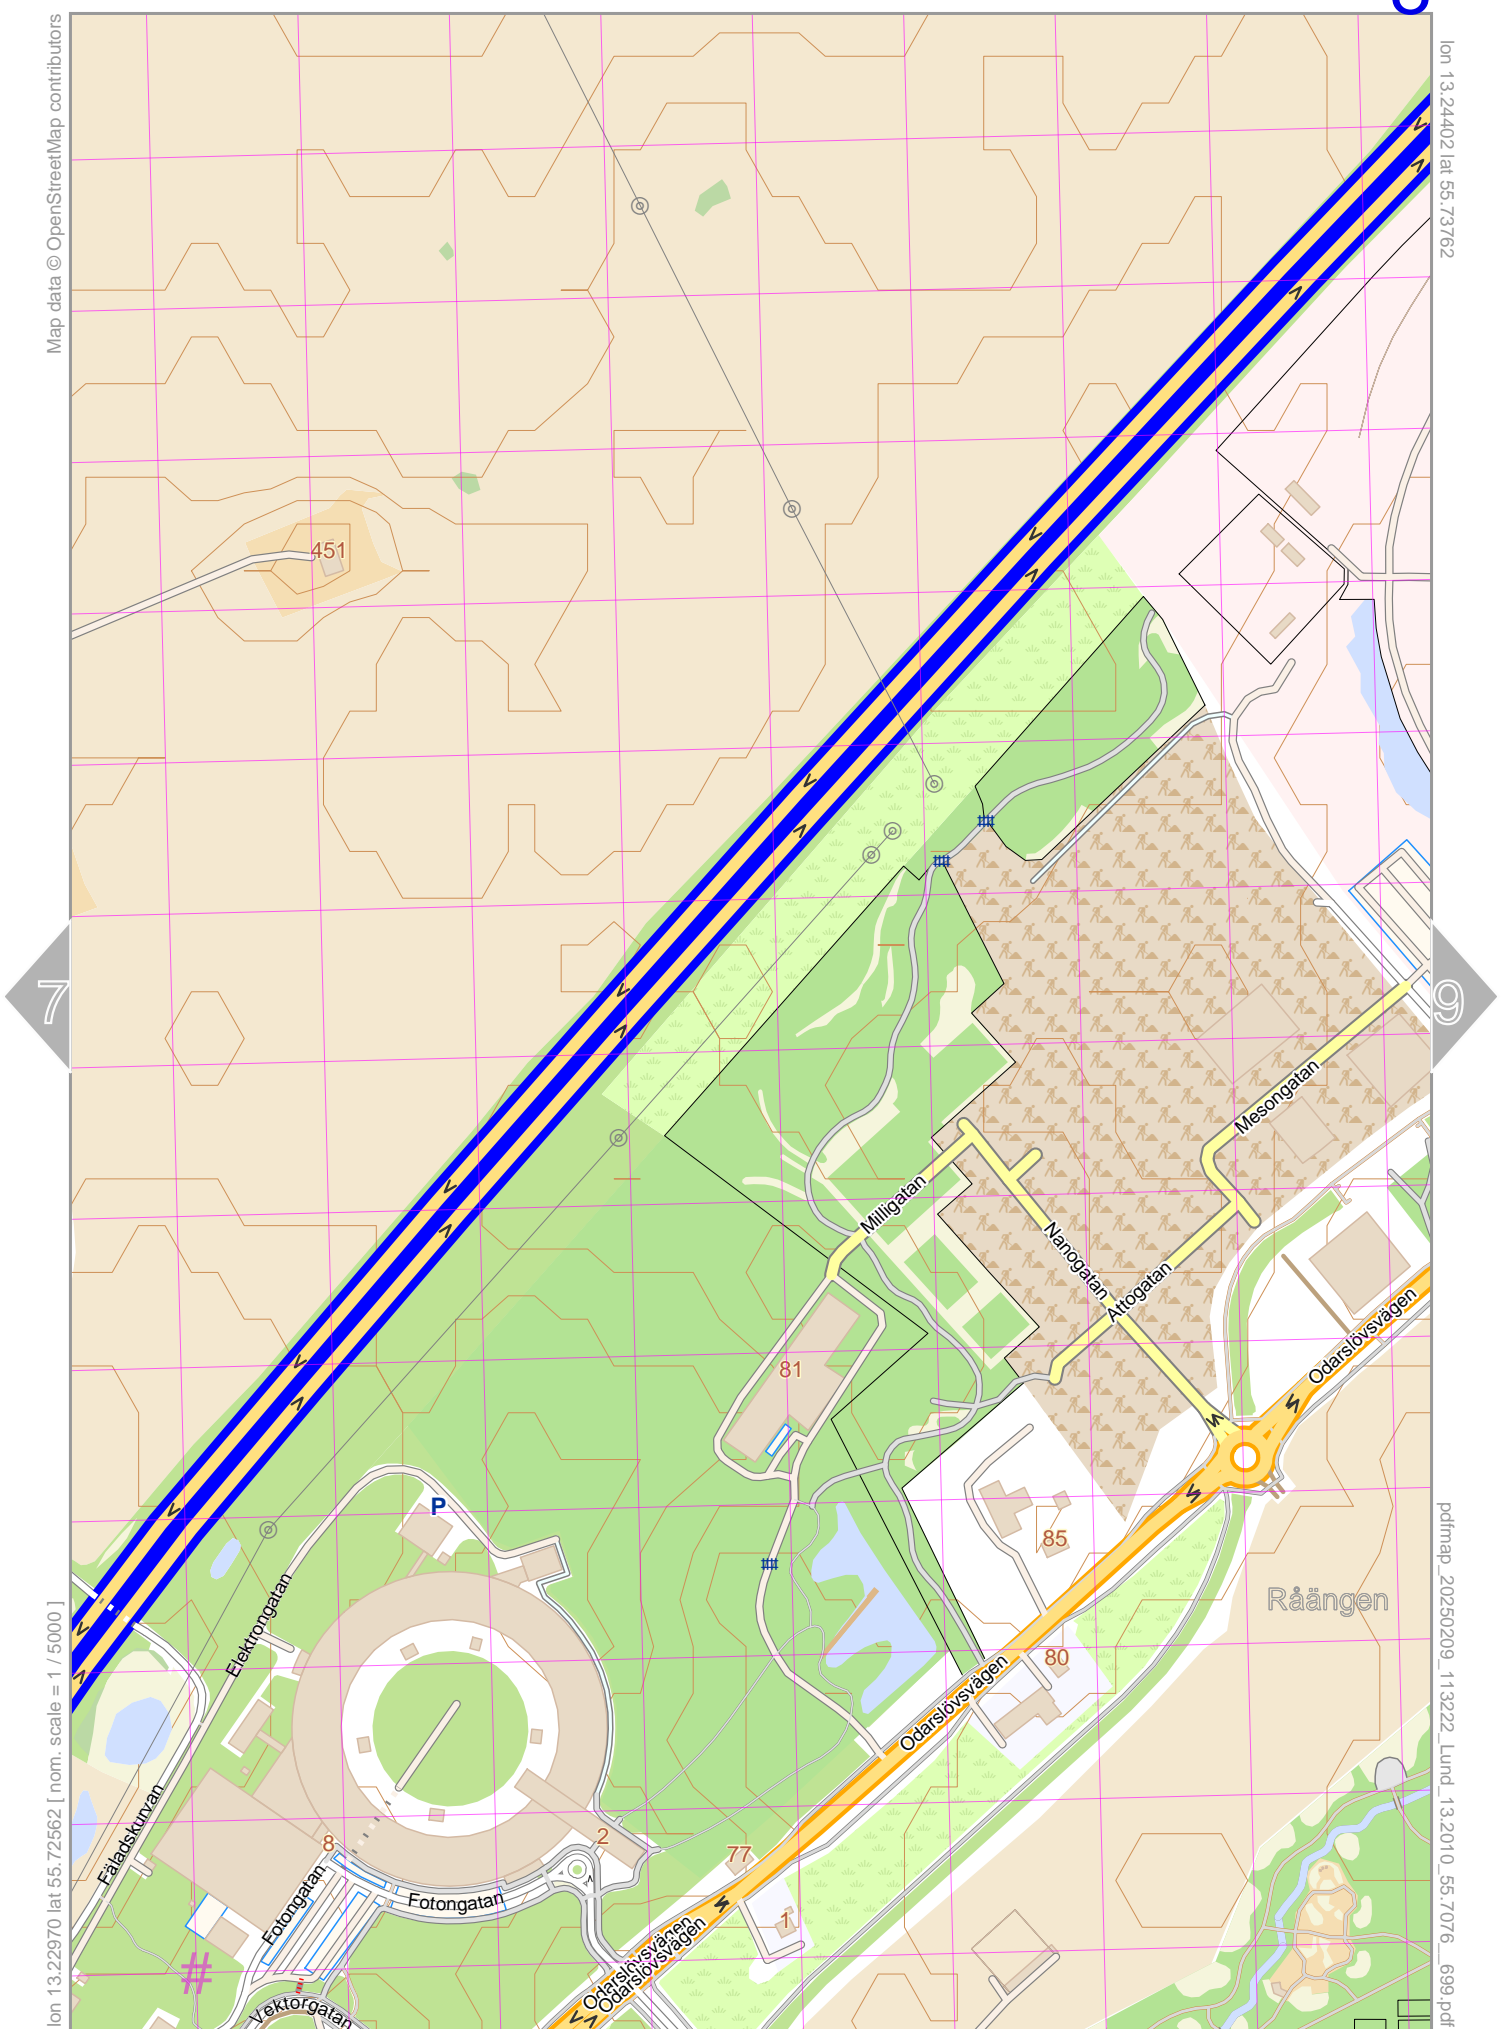 Map data © OpenStreetMap contributors
lon 13.24402 lat 55.73762
451
7
9
Mesongatan
Milligatan
Nanogatan
Attogatan
Odarslövsvägen
81
P
85
Råängen
Elektrongatan
80
Odarslövsvägen
Fäladskurvan
8
2
77
Fotongatan
Fotongatan
1
Odarslövsvägen
Odarslövsvägen
#
Vektorgatan
lon 13.22970 lat 55.72562 [ nom. scale = 1 / 5000 ]
pdfmap_20250209_113222_Lund_13.2010_55.7076__699.pdf